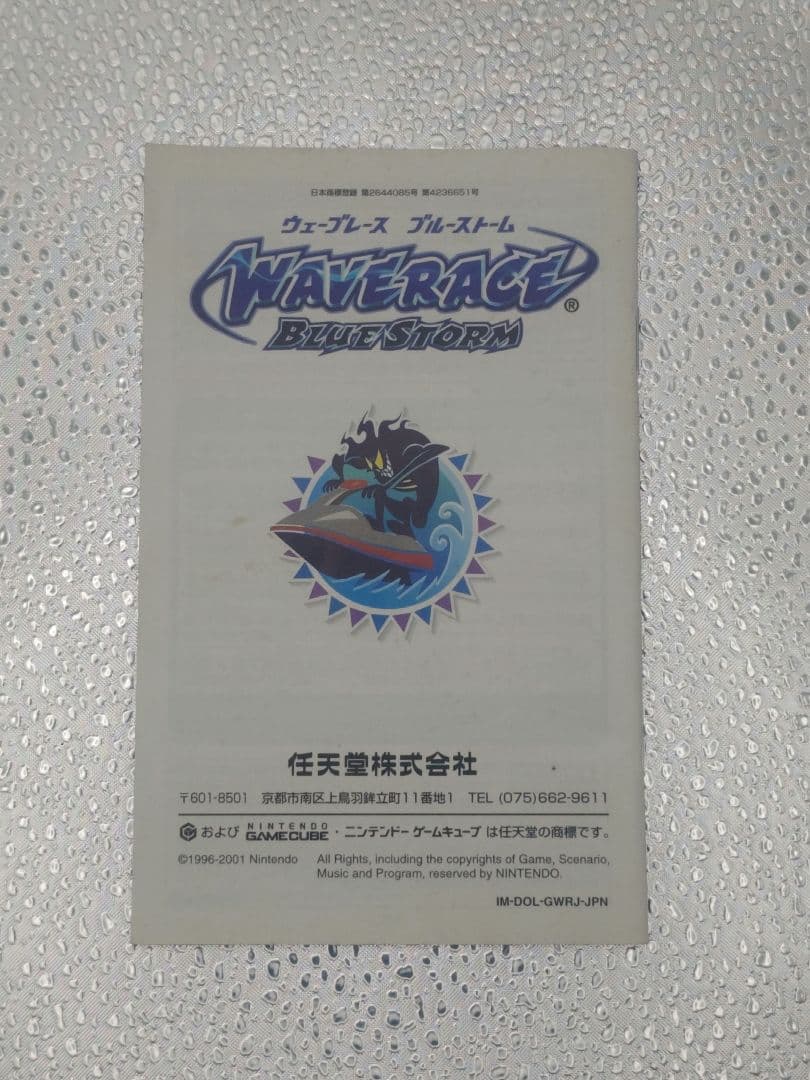 日本商標登録 第2644085号 第4236651号
ウェーブレース ブルーストーム
WAVERACE®
BLUE STORM
任天堂株式会社
〒601-8501 京都市南区上鳥羽鉾立町11番地1 TEL (075)662-9611
および NINTENDO GAMECUBE・ニンテンドーゲームキューブ は任天堂の商標です。
©1996-2001 Nintendo All Rights, including the copyrights of Game, Scenario,
Music and Program, reserved by NINTENDO.
IM-DOL-GWRJ-JPN